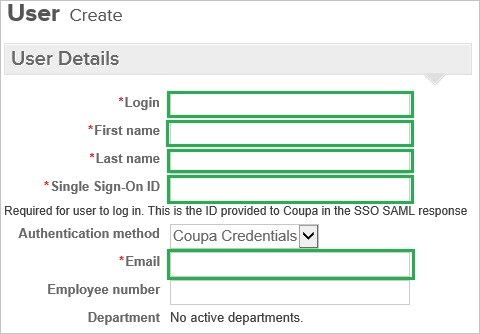 User Create
User Details
*Login
*First name
*Last name
*Single Sign-On ID
Required for user to log in. This is the ID provided to Coupa in the SSO SAML response
Authentication method Coupa Credentials
*Email
Employee number
Department No active departments.